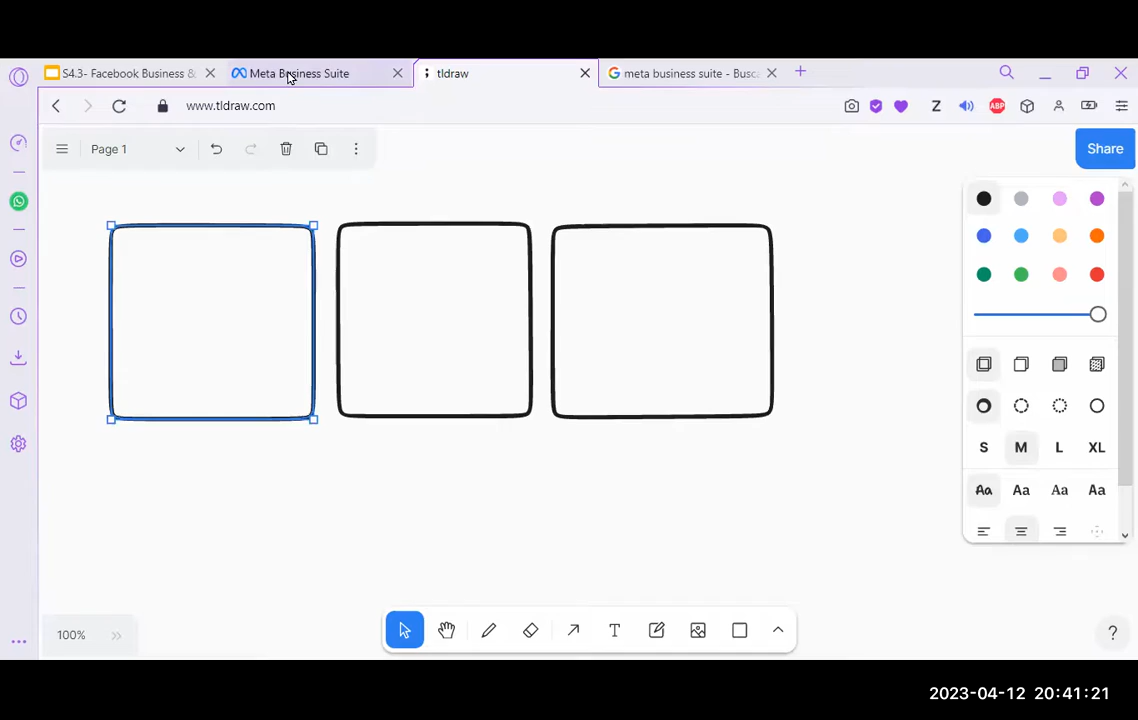 S4.3- Facebook Business &
Meta Business Suite
tldraw
meta business suite - Busca
www.tldraw.com
Z
ABP
Page 1
Share
S M L XL
Aa Aa Aa Aa
100%
T
?
2023-04-12 20:41:21